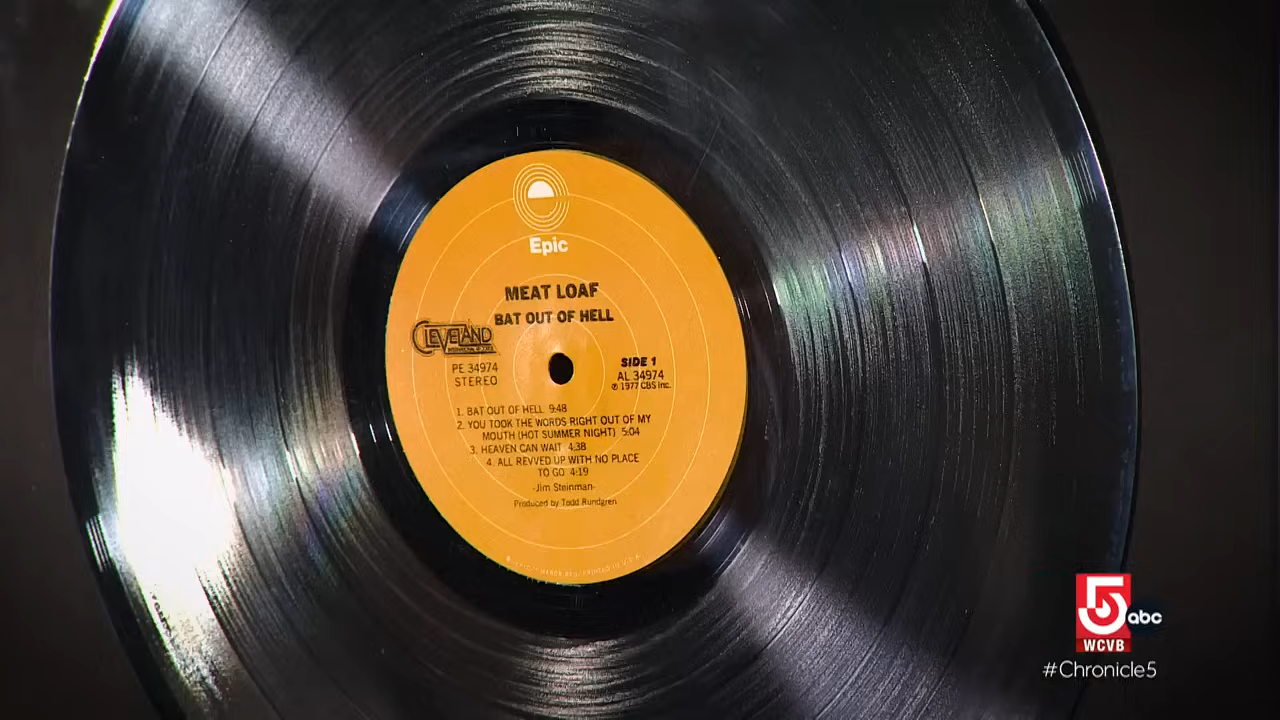 Epic
MEAT LOAF
BAT OUT OF HELL
CLEVELAND
PE 34974
STEREO
SIDE 1
AL 34974
℗ 1977 CBS Inc.
1. BAT OUT OF HELL 9:48
2. YOU TOOK THE WORDS RIGHT OUT OF MY
MOUTH (HOT SUMMER NIGHT) 5:04
3. HEAVEN CAN WAIT 4:38
4. ALL REVVED UP WITH NO PLACE
TO GO 4:19
-Jim Steinman-
Produced by Todd Rundgren
5 abc
WCVB
#Chronicle5